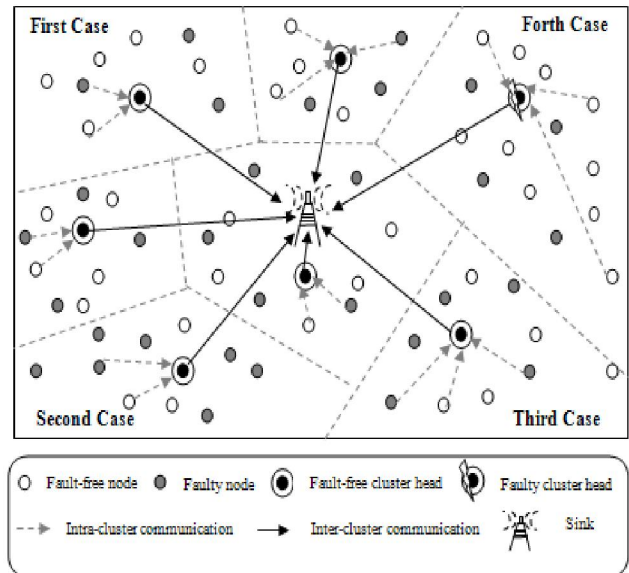 First Case
Forth Case
Second Case
Third Case
Fault-free node
Faulty node
Fault-free cluster head
Faulty cluster head
Intra-cluster communication
Inter-cluster communication
Sink